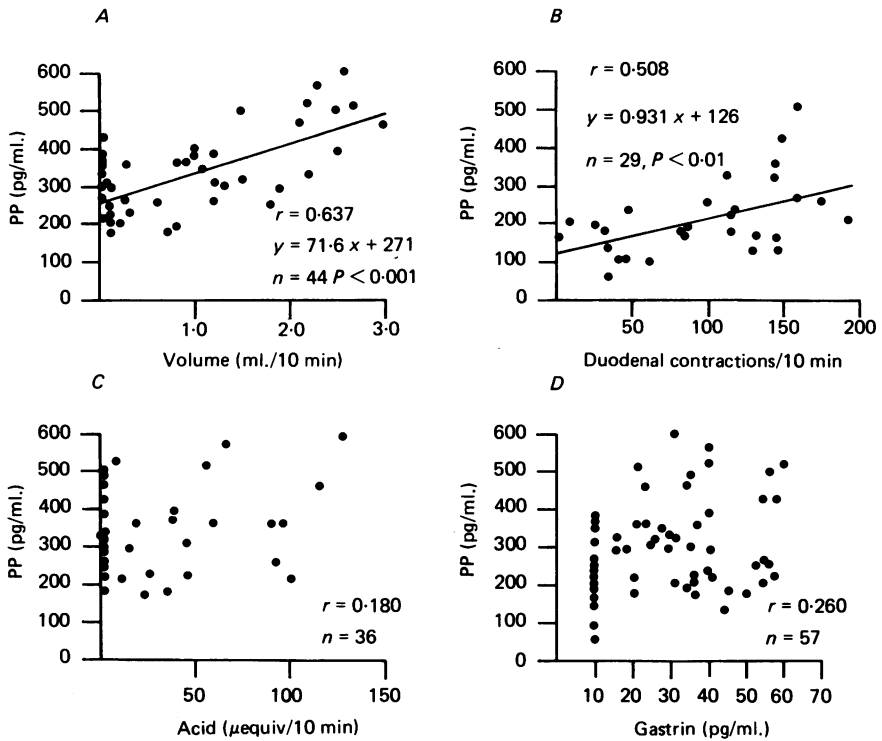 A
600
500
400
300
200
100
0
PP (pg/ml.)
r = 0·637
y = 71·6 x + 271
n = 44 P < 0·001
1·0 2·0 3·0
Volume (ml./10 min)
B
600
500
400
300
200
100
0
PP (pg/ml.)
r = 0·508
y = 0·931 x + 126
n = 29, P < 0·01
50 100 150 200
Duodenal contractions/10 min
C
600
500
400
300
200
100
0
PP (pg/ml.)
r = 0·180
n = 36
50 100 150
Acid (μequiv/10 min)
D
600
500
400
300
200
100
0
PP (pg/ml.)
r = 0·260
n = 57
10 20 30 40 50 60 70
Gastrin (pg/ml.)